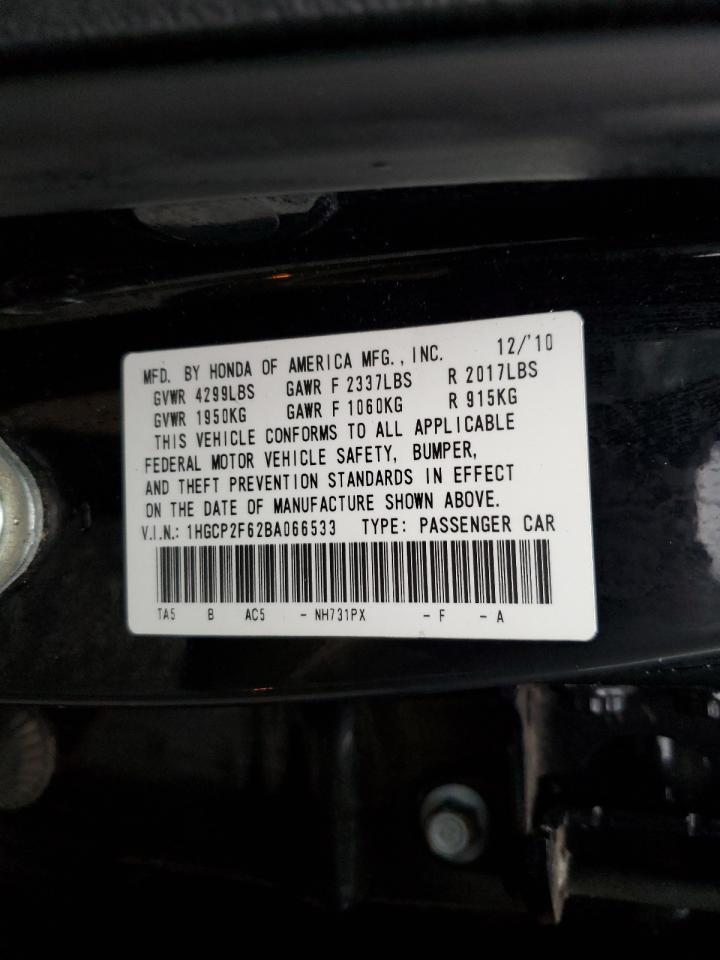 MFD. BY HONDA OF AMERICA MFG., INC. 12/'10
GVWR 4299LBS GAWR F 2337LBS R 2017LBS
GVWR 1950KG GAWR F 1060KG R 915KG
THIS VEHICLE CONFORMS TO ALL APPLICABLE
FEDERAL MOTOR VEHICLE SAFETY, BUMPER,
AND THEFT PREVENTION STANDARDS IN EFFECT
ON THE DATE OF MANUFACTURE SHOWN ABOVE.
V.I.N.: 1HGCP2F62BA066533 TYPE: PASSENGER CAR
TA5 B AC5 - NH731PX - F - A